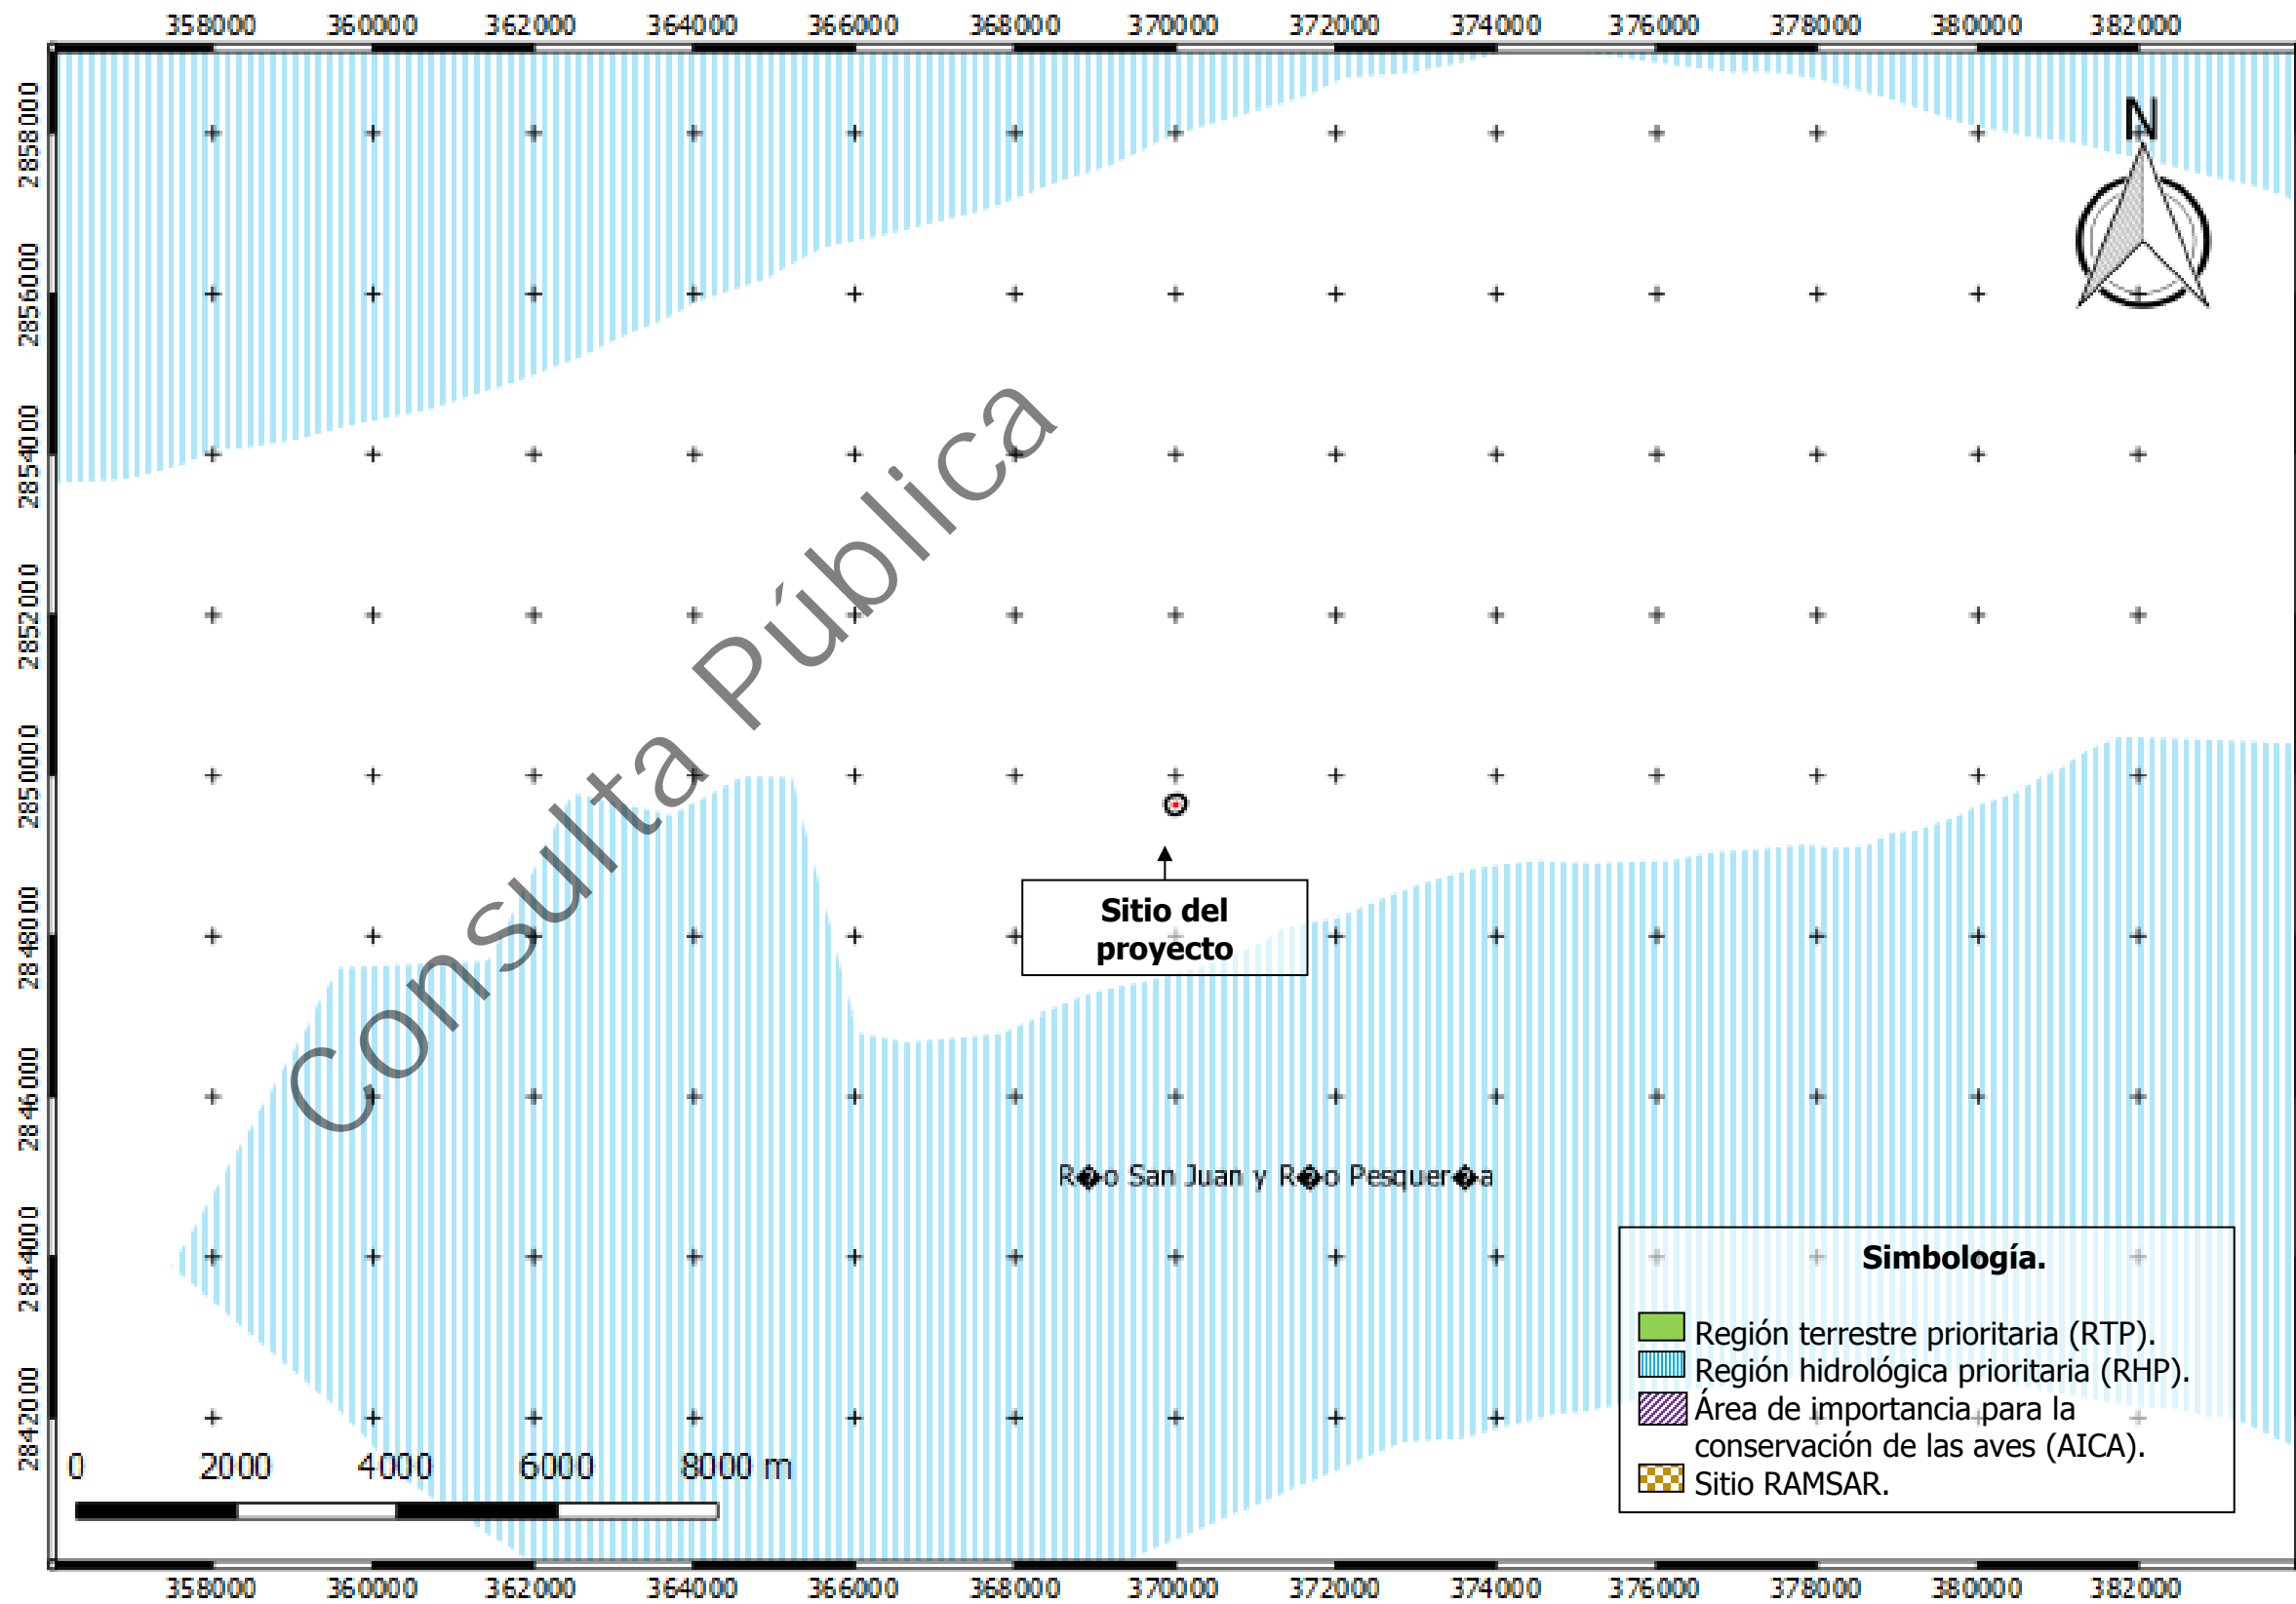 358000 360000 362000 364000 366000 368000 370000 372000 374000 376000 378000 380000 382000
N
2858000
2856000
2854000
2852000
2850000
2848000
2846000
2844000
2842000
Consulta Pública
Sitio del
proyecto
R�o San Juan y R�o Pesquer�a
Simbología.
Región terrestre prioritaria (RTP).
Región hidrológica prioritaria (RHP).
Área de importancia para la
conservación de las aves (AICA).
Sitio RAMSAR.
0 2000 4000 6000 8000 m
358000 360000 362000 364000 366000 368000 370000 372000 374000 376000 378000 380000 382000